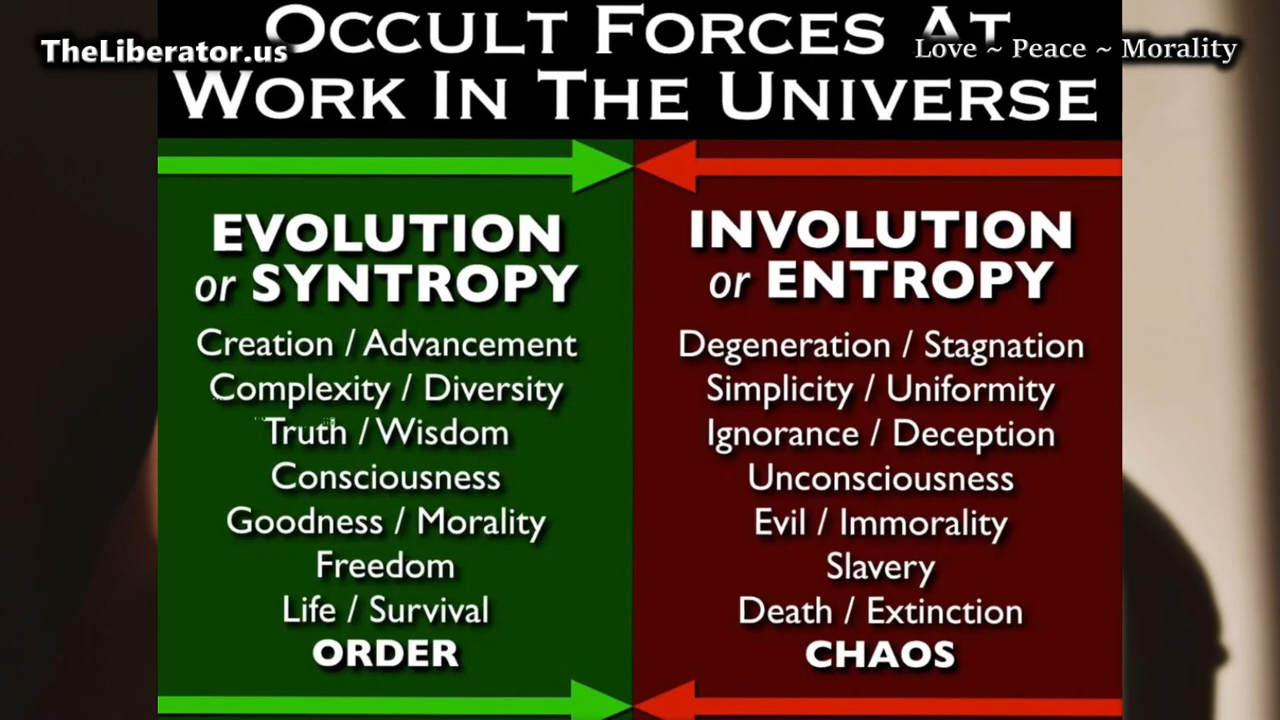 OCCULT FORCES AT
TheLiberator.us
Love ~ Peace ~ Morality
WORK IN THE UNIVERSE
EVOLUTION
or SYNTROPY
Creation / Advancement
Complexity / Diversity
Truth / Wisdom
Consciousness
Goodness / Morality
Freedom
Life / Survival
ORDER
INVOLUTION
or ENTROPY
Degeneration / Stagnation
Simplicity / Uniformity
Ignorance / Deception
Unconsciousness
Evil / Immorality
Slavery
Death / Extinction
CHAOS